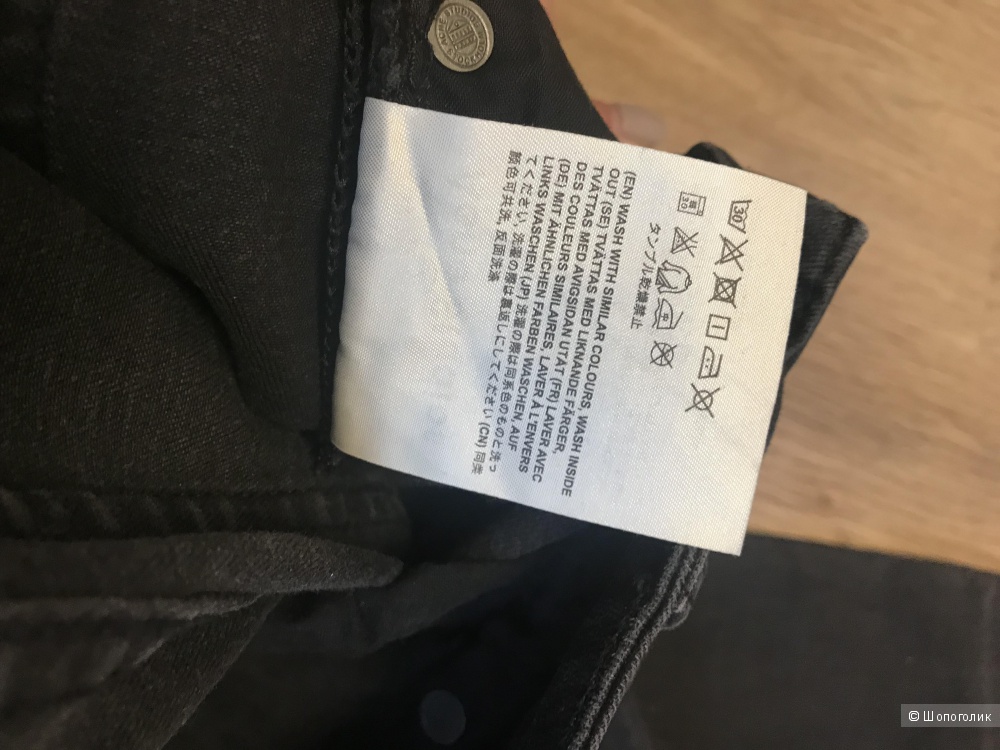 30
30
タンブル乾燥禁止
(EN) WASH WITH SIMILAR COLOURS, WASH INSIDE
OUT (SE) TVÄTTAS MED LIKNANDE FÄRGER,
TVÄTTAS MED AVIGSIDAN UTÅT (FR) LAVER AVEC
DES COULEURS SIMILAIRES, LAVER À L'ENVERS
(DE) MIT ÄHNLICHEN FARBEN WASCHEN, AUF
LINKS WASCHEN (JP) 洗濯の際は同系色のものと洗っ
てください, 洗濯の際は裏返しにしてください (CN) 同类
颜色可共洗, 反面洗涤
© Шопоголик